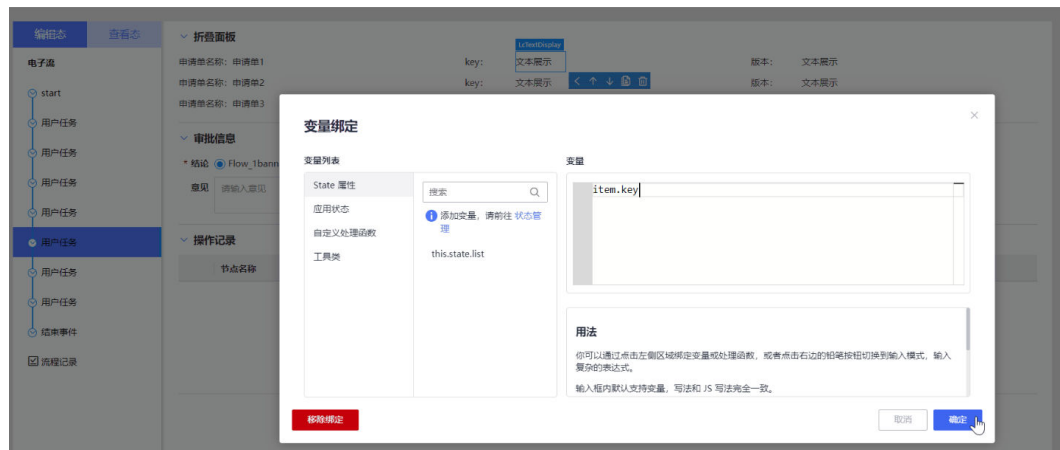 编辑态 查看态
电子流
start
用户任务
用户任务
用户任务
用户任务
用户任务
用户任务
用户任务
结束事件
流程记录
折叠面板
LcTextDisplay
申请单名称: 申请单1 key: 文本展示 版本: 文本展示
申请单名称: 申请单2 key: 文本展示 版本: 文本展示
申请单名称: 申请单3
审批信息
* 结论 Flow_1bann
意见 请输入意见
操作记录
节点名称
变量绑定
变量列表
State 属性
应用状态
自定义处理函数
工具类
搜索
添加变量，请前往 状态管
理
this.state.list
变量
item.key
用法
你可以通过点击左侧区域绑定变量或处理函数，或者点击右边的铅笔按钮切换到输入模式，输入
复杂的表达式。
输入框内默认支持变量，写法和 JS 写法完全一致。
移除绑定
取消
确定